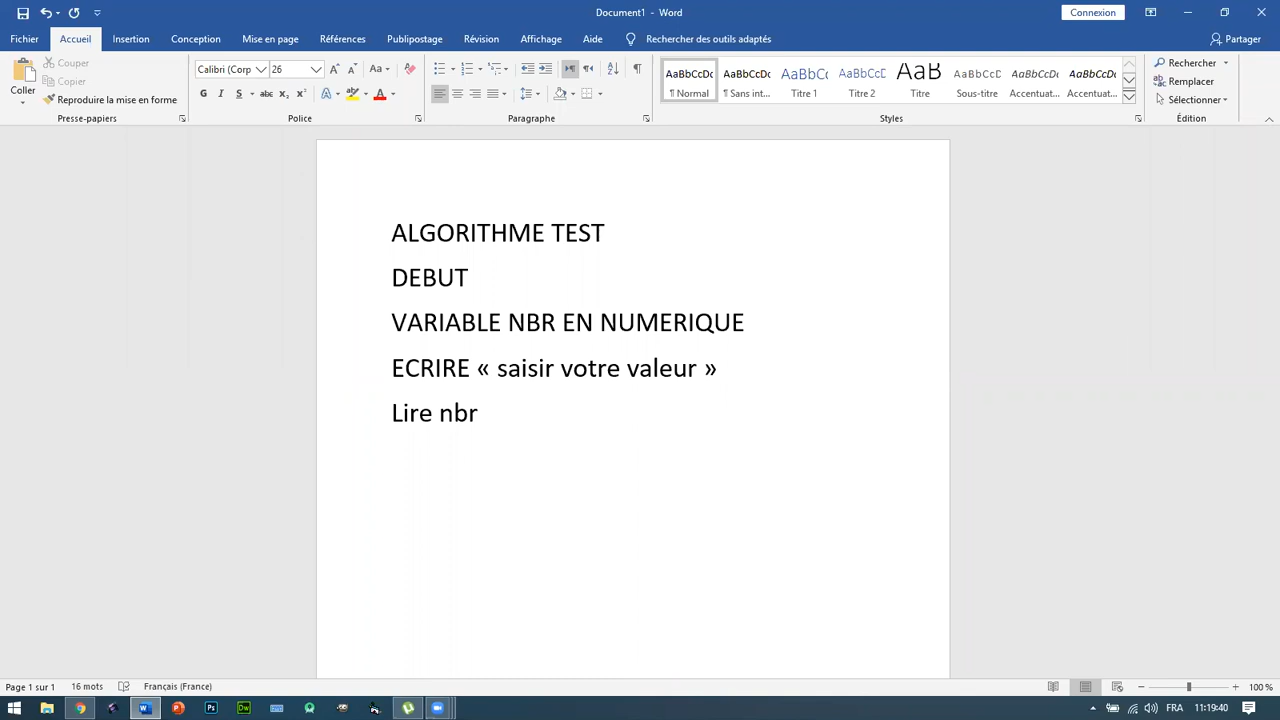 Document1 - Word
Connexion
Fichier Accueil Insertion Conception Mise en page Références Publipostage Révision Affichage Aide Rechercher des outils adaptés Partager
Coller
Couper
Copier
Reproduire la mise en forme
Presse-papiers
Calibri (Corp 26
Police
Paragraphe
AaBbCcDc AaBbCcDc AaBbCc AaBbCcD AaB AaBbCcD AaBbCcDc AaBbCcDc
¶ Normal ¶ Sans int... Titre 1 Titre 2 Titre Sous-titre Accentuat... Accentuat...
Styles
Rechercher
Remplacer
Sélectionner
Édition
ALGORITHME TEST
DEBUT
VARIABLE NBR EN NUMERIQUE
ECRIRE « saisir votre valeur »
Lire nbr
Page 1 sur 1 16 mots Français (France) 100 %
FRA 11:19:40